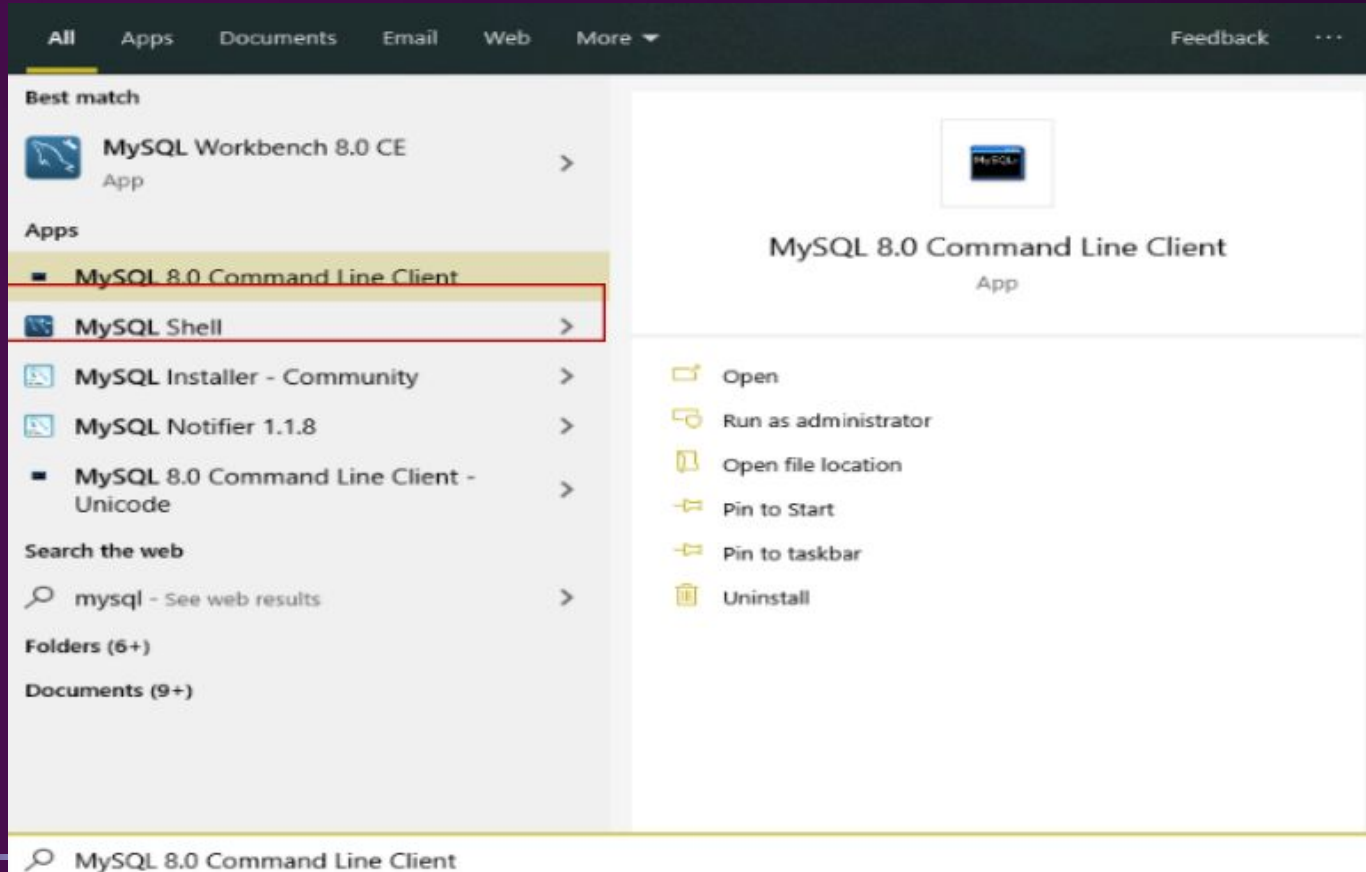 All Apps Documents Email Web More Feedback ...
Best match
MySQL Workbench 8.0 CE
App
Apps
MySQL 8.0 Command Line Client
MySQL Shell
MySQL Installer - Community
MySQL Notifier 1.1.8
MySQL 8.0 Command Line Client -
Unicode
Search the web
mysql - See web results
Folders (6+)
Documents (9+)
MySQL
MySQL 8.0 Command Line Client
App
Open
Run as administrator
Open file location
Pin to Start
Pin to taskbar
Uninstall
MySQL 8.0 Command Line Client